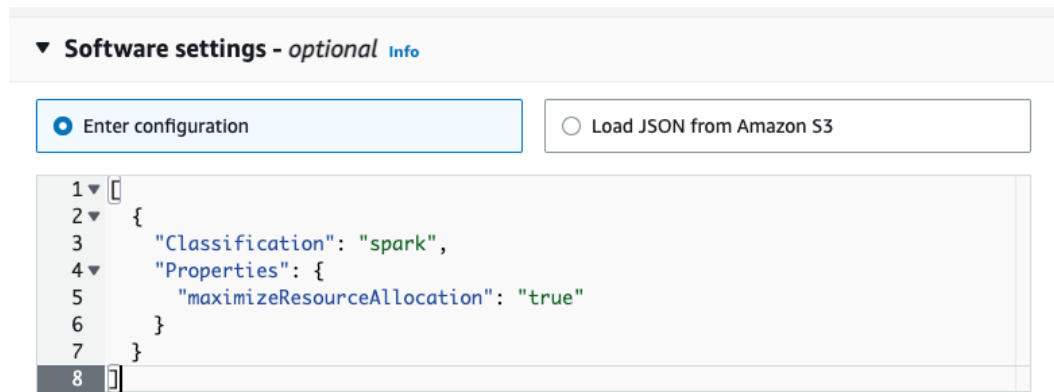 Software settings - optional Info
Enter configuration
Load JSON from Amazon S3
1 [
2 {
3 "Classification": "spark",
4 "Properties": {
5 "maximizeResourceAllocation": "true"
6 }
7 }
8 ]